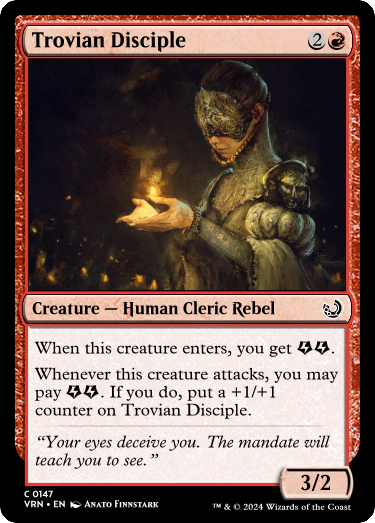 Trovian Disciple 2
Creature — Human Cleric Rebel
When this creature enters, you get .
Whenever this creature attacks, you may
pay . If you do, put a +1/+1
counter on Trovian Disciple.
“Your eyes deceive you. The mandate will
teach you to see.”
3/2
C 0147
VRN • EN Anato Finnstark
™ & © 2024 Wizards of the Coast